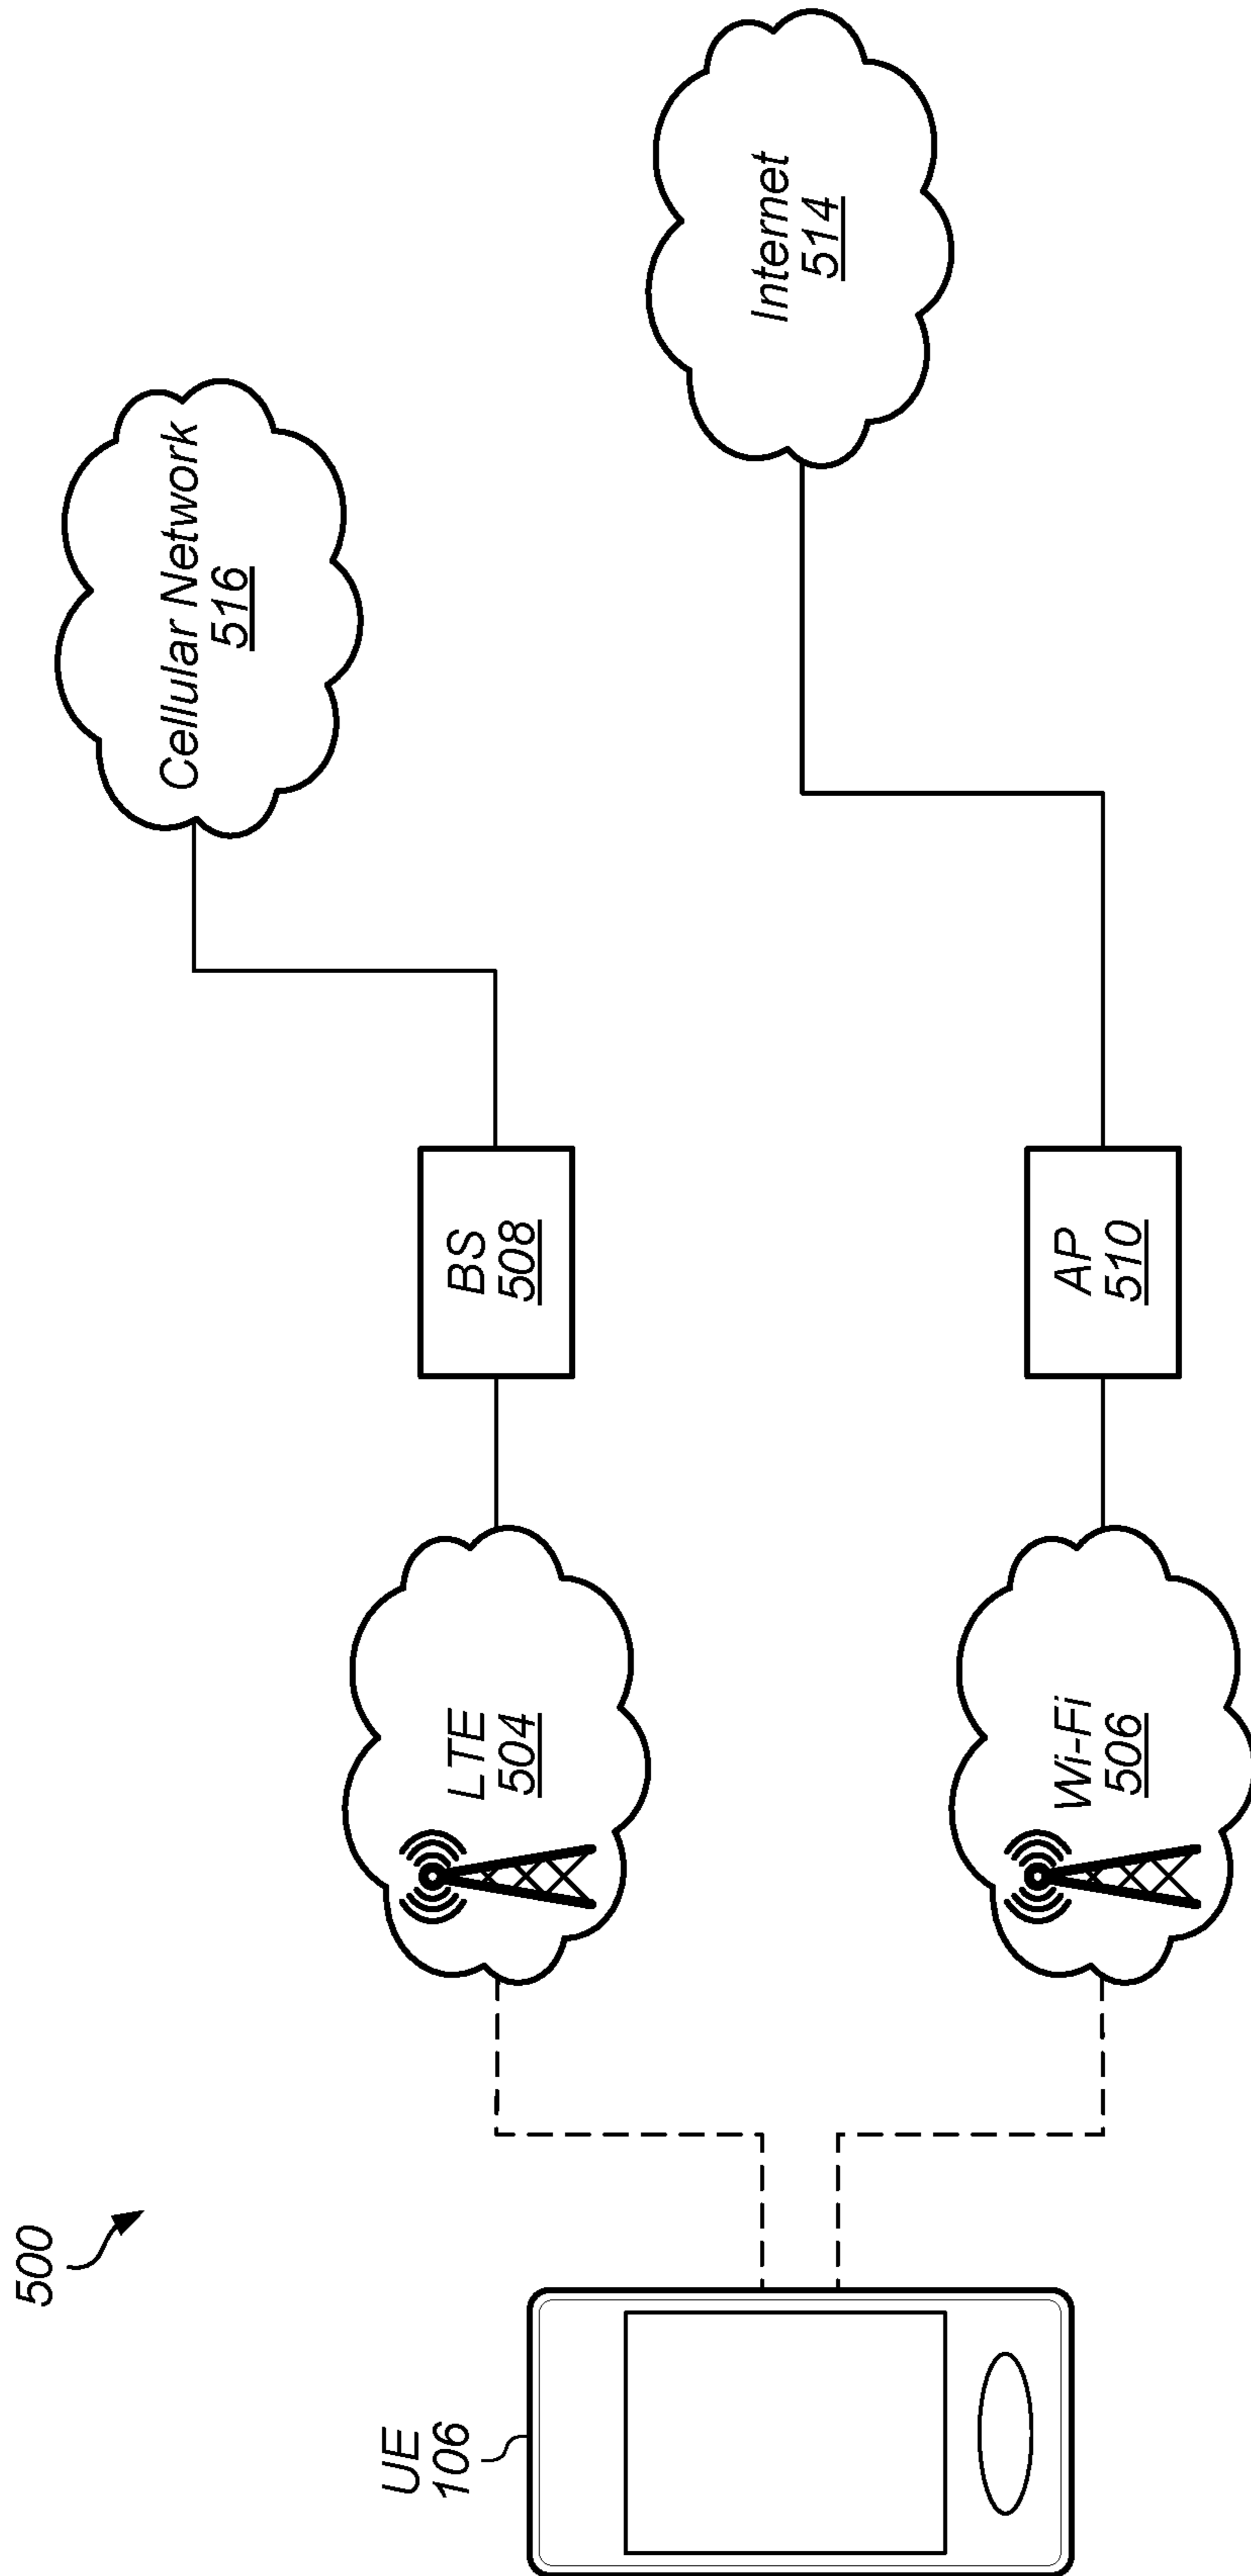 500
Cellular Network
516
LTE
504
BS
508
UE
106
Internet
514
Wi-Fi
506
AP
510